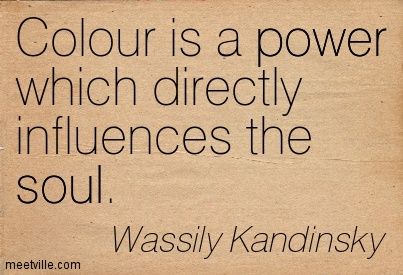 Colour is a power
which directly
influences the
soul.
Wassily Kandinsky
meetville.com